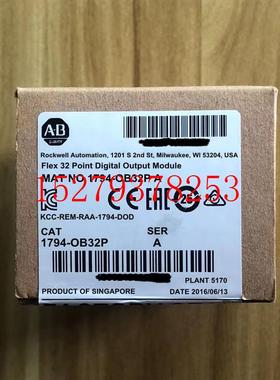 AB
Rockwell Automation, 1201 S 2nd St, Milwaukee, WI 53204, USA
Flex 32 Point Digital Output Module
MAT NO 1794-OB32P A
15279378253
KCC-REM-RAA-1794-DOD
CAT
SER
1794-OB32P
A
PLANT 5170
PRODUCT OF SINGAPORE
DATE 2016/06/13